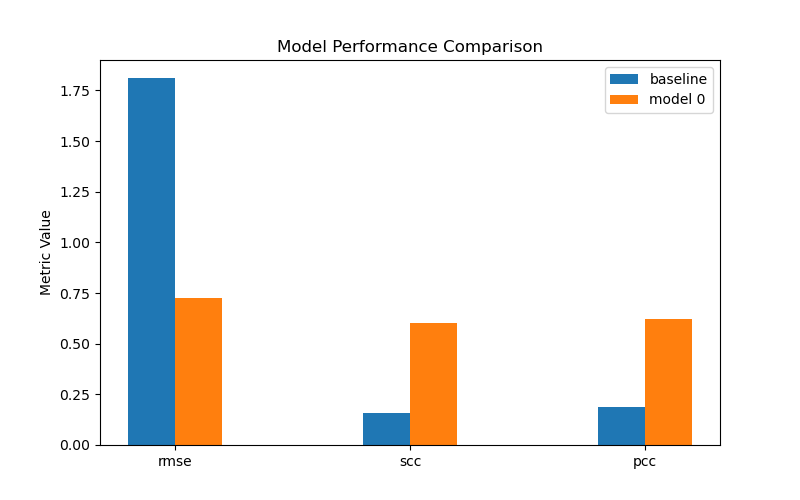 Model Performance Comparison
baseline
model 0
Metric Value
1.75
1.50
1.25
1.00
0.75
0.50
0.25
0.00
rmse scc pcc